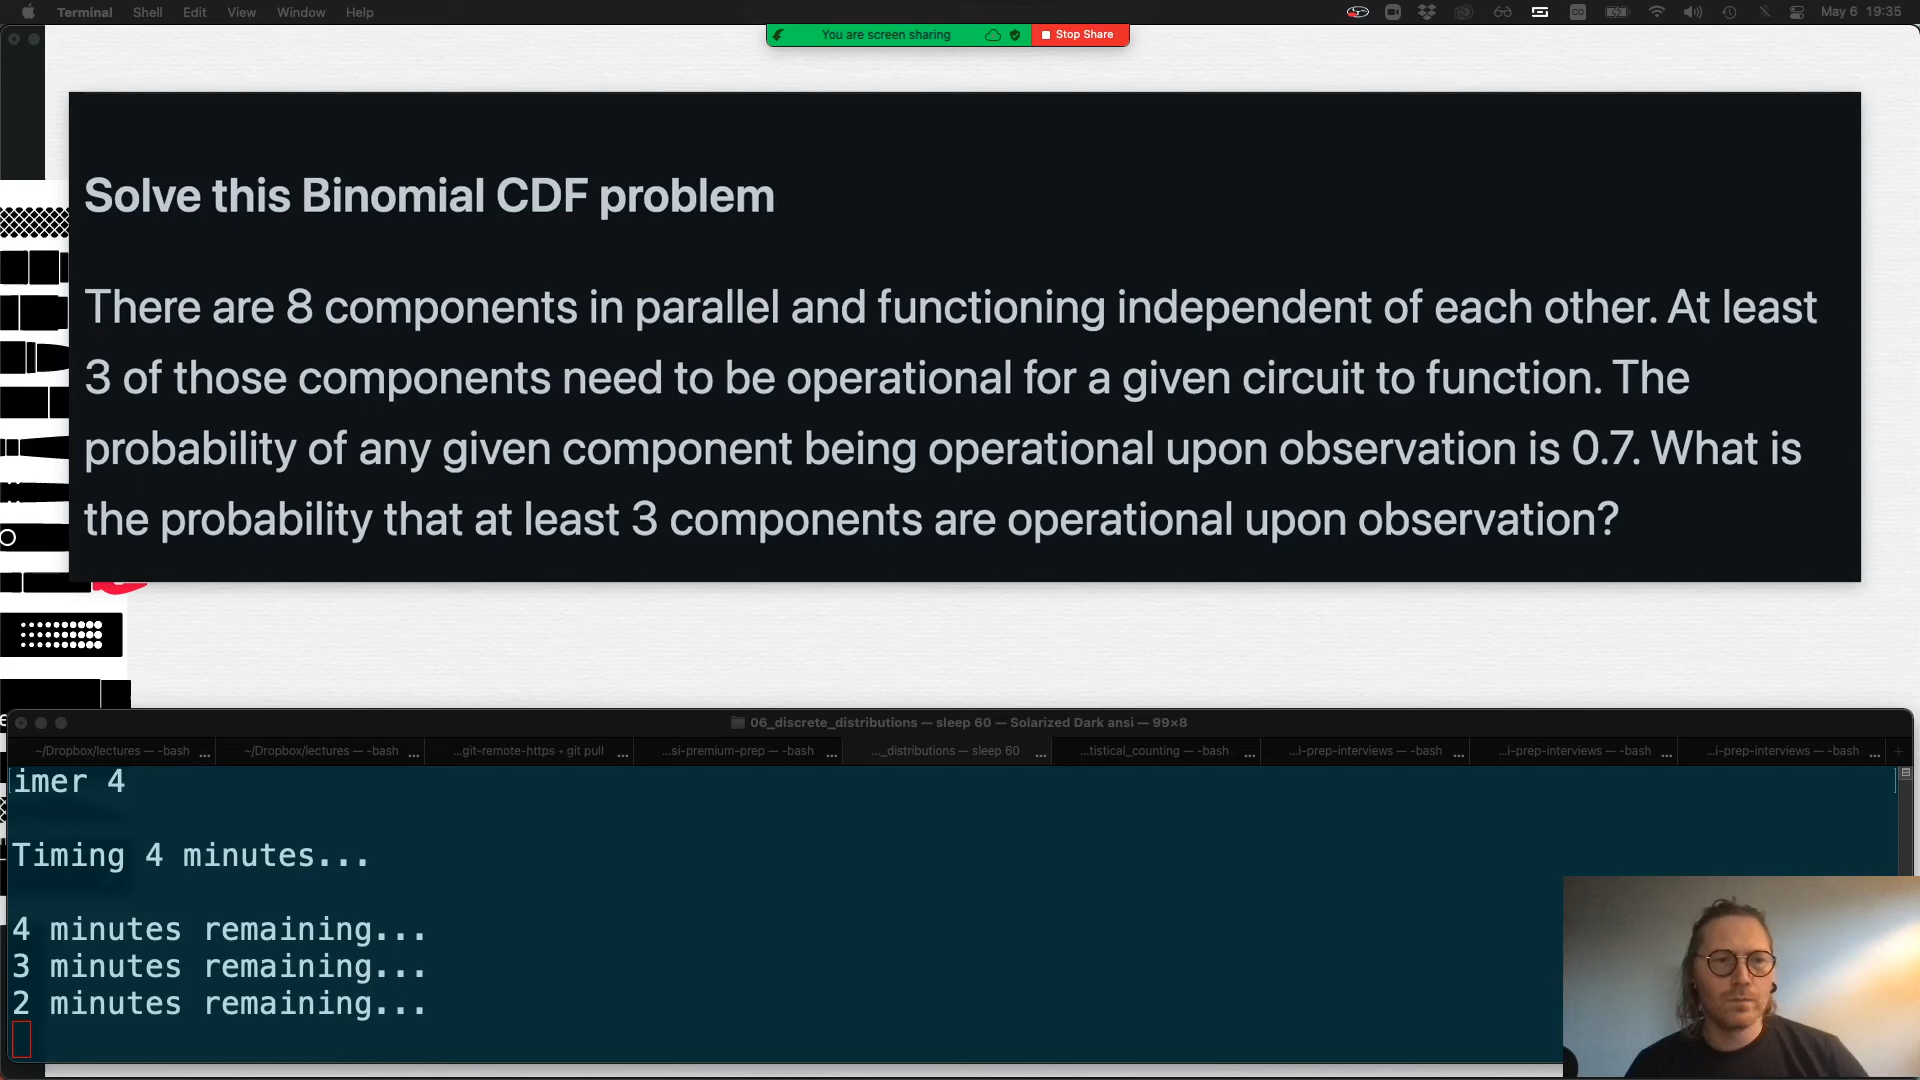 Terminal Shell Edit View Window Help
May 6 19:35
You are screen sharing
Stop Share
Solve this Binomial CDF problem
There are 8 components in parallel and functioning independent of each other. At least
3 of those components need to be operational for a given circuit to function. The
probability of any given component being operational upon observation is 0.7. What is
the probability that at least 3 components are operational upon observation?
06_discrete_distributions — sleep 60 — Solarized Dark ansi — 99×8
~/Dropbox/lectures — -bash ... ~/Dropbox/lectures — -bash ... ...git-remote-https ◂ git pull ... ...si-premium-prep — -bash ... ..._distributions — sleep 60 ... ...tistical_counting — -bash ... ...i-prep-interviews — -bash ... ...i-prep-interviews — -bash ... ...i-prep-interviews — -bash ...
imer 4
Timing 4 minutes...
4 minutes remaining...
3 minutes remaining...
2 minutes remaining...